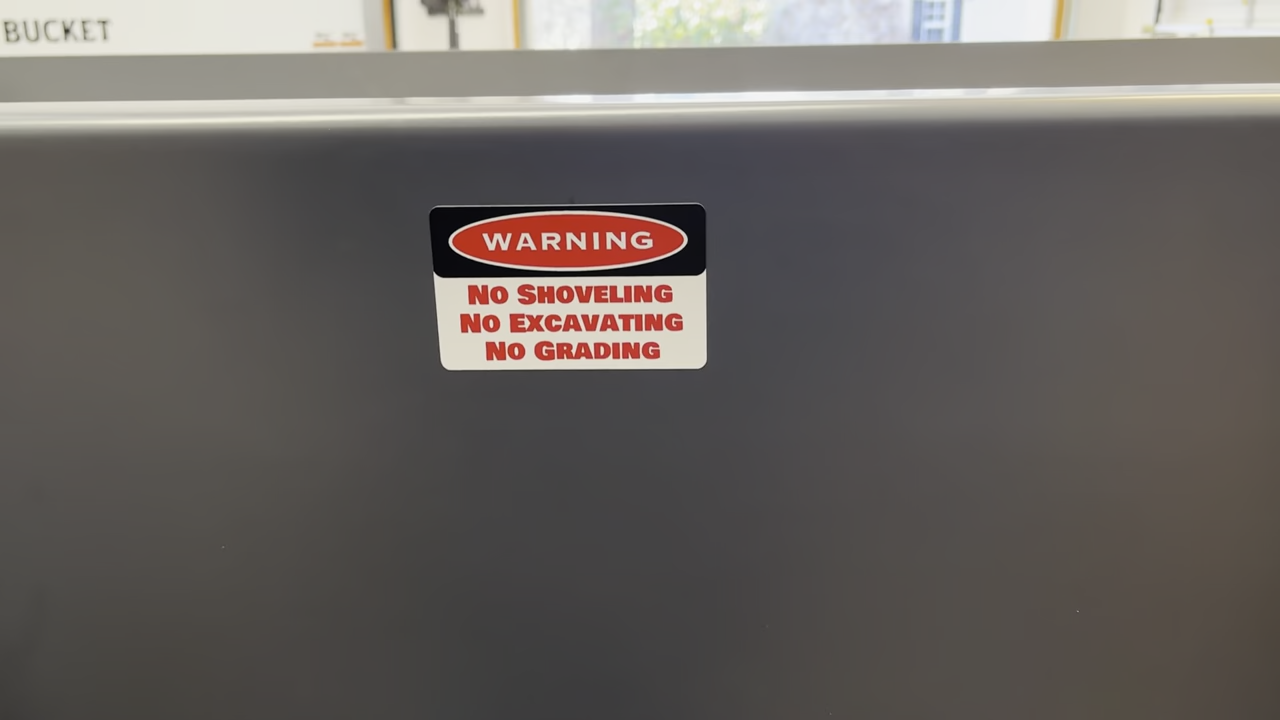 BUCKET
WARNING
NO SHOVELING
NO EXCAVATING
NO GRADING